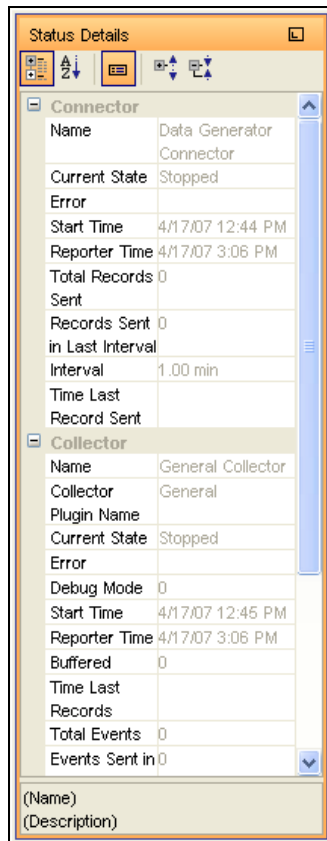 Status Details
Connector
Name Data Generator
Connector
Current State Stopped
Error
Start Time 4/17/07 12:44 PM
Reporter Time 4/17/07 3:06 PM
Total Records 0
Sent
Records Sent 0
in Last Interval
Interval 1.00 min
Time Last
Record Sent
Collector
Name General Collector
Collector General
Plugin Name
Current State Stopped
Error
Debug Mode 0
Start Time 4/17/07 12:45 PM
Reporter Time 4/17/07 3:06 PM
Buffered 0
Time Last
Records
Total Events 0
Events Sent in 0
(Name)
(Description)